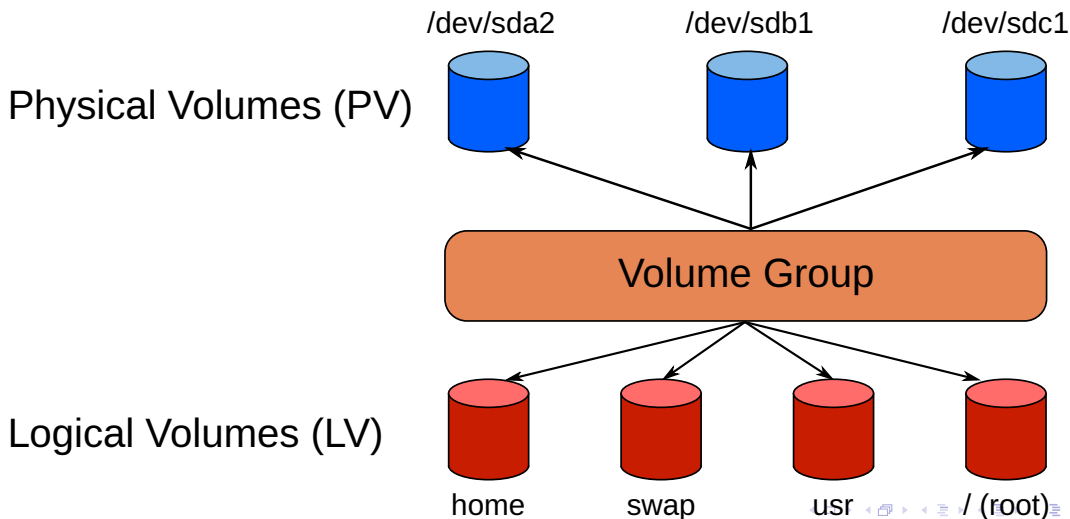 /dev/sda2 /dev/sdb1 /dev/sdc1
Physical Volumes (PV)
Volume Group
Logical Volumes (LV)
home swap usr / (root)